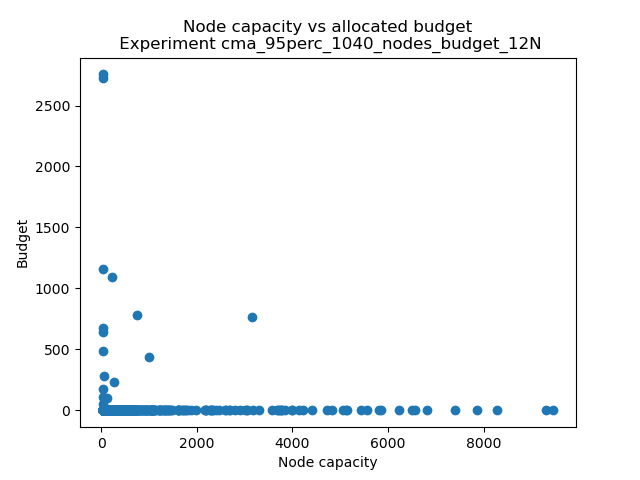 Node capacity vs allocated budget
Experiment cma_95perc_1040_nodes_budget_12N
2500
2000
1500
1000
500
0
Budget
0 2000 4000 6000 8000
Node capacity